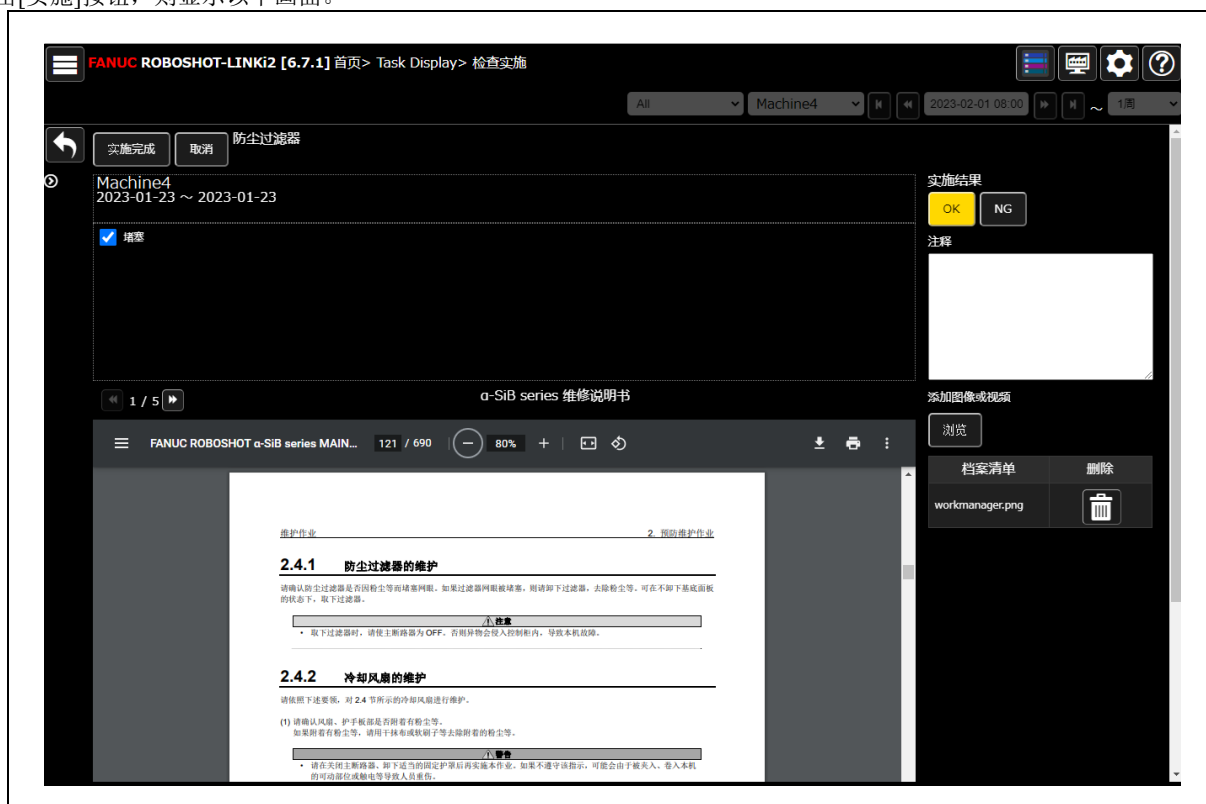 击[实施]按钮，则显示以下画面。
FANUC ROBOSHOT-LINKi2 [6.7.1] 首页> Task Display> 检查实施
All Machine4 2023-02-01 08:00 ～ 1周
实施完成 取消 防尘过滤器
Machine4
2023-01-23 ～ 2023-01-23
堵塞
实施结果
OK NG
注释
添加图像或视频
浏览
档案清单 删除
workmanager.png
1 / 5 α-SiB series 维修说明书
FANUC ROBOSHOT α-SiB series MAIN... 121 / 690 80%
维护作业 2. 预防维护作业
2.4.1 防尘过滤器的维护
请确认防尘过滤器是否因粉尘等而堵塞网眼。如果过滤器网眼被堵塞，则请卸下过滤器，去除粉尘等。可在不卸下基底面板
的状态下，取下过滤器。
注意
• 取下过滤器时，请使主断路器为 OFF。否则异物会侵入控制柜内，导致本机故障。
2.4.2 冷却风扇的维护
请依照下述要领，对 2.4 节所示的冷却风扇进行维护。
(1) 请确认风扇、护手板部是否附着有粉尘等。
如果附着有粉尘等，请用干抹布或软刷子等去除附着的粉尘等。
警告
• 请在关闭主断路器、卸下适当的固定护罩后再实施本作业。如果不遵守该指示，可能会由于被夹入、卷入本机
的可动部位或触电等导致人员重伤。